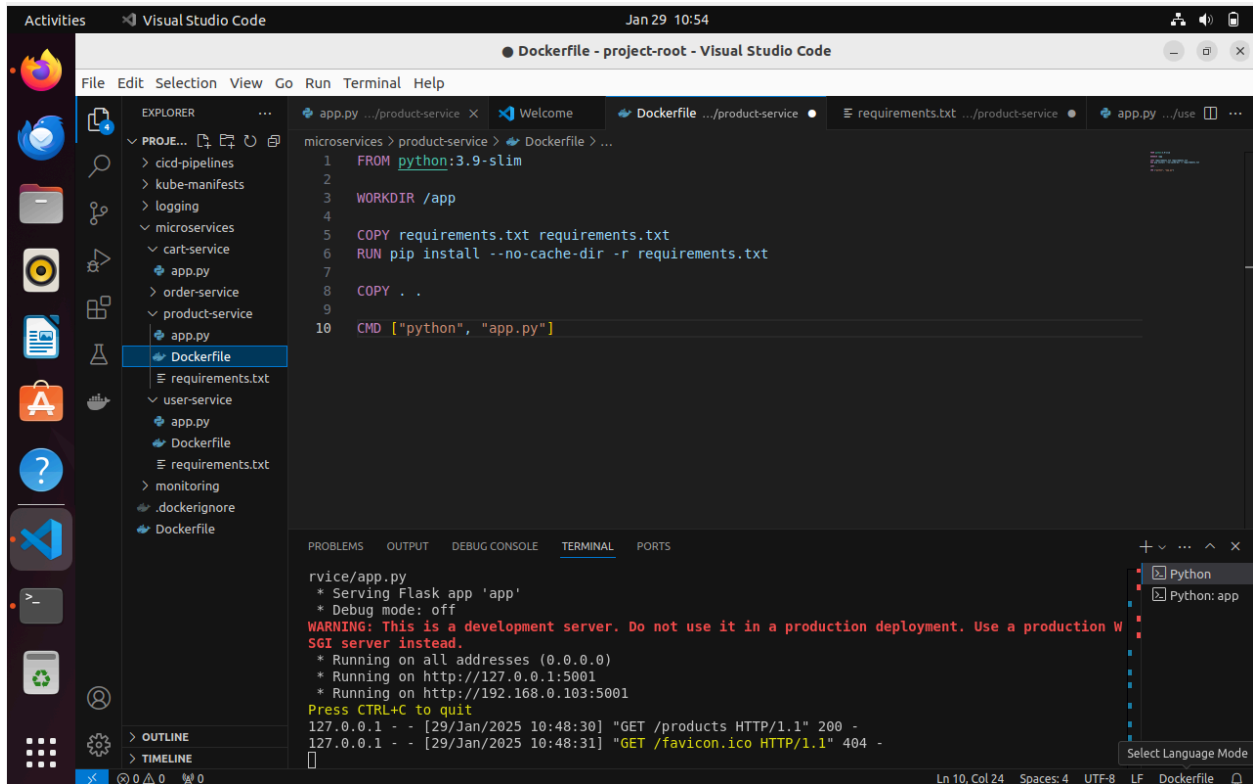 Activities Visual Studio Code Jan 29 10:54
● Dockerfile - project-root - Visual Studio Code
File Edit Selection View Go Run Terminal Help
EXPLORER ...
PROJE...
cicd-pipelines
kube-manifests
logging
microservices
cart-service
app.py
order-service
product-service
app.py
Dockerfile
requirements.txt
user-service
app.py
Dockerfile
requirements.txt
monitoring
.dockerignore
Dockerfile
OUTLINE
TIMELINE
4
app.py .../product-service Welcome Dockerfile .../product-service ● requirements.txt .../product-service ● app.py .../use ...
microservices > product-service > Dockerfile > ...
1 FROM python:3.9-slim
2
3 WORKDIR /app
4
5 COPY requirements.txt requirements.txt
6 RUN pip install --no-cache-dir -r requirements.txt
7
8 COPY . .
9
10 CMD ["python", "app.py"]
PROBLEMS OUTPUT DEBUG CONSOLE TERMINAL PORTS
rvice/app.py
* Serving Flask app 'app'
* Debug mode: off
WARNING: This is a development server. Do not use it in a production deployment. Use a production W
SGI server instead.
* Running on all addresses (0.0.0.0)
* Running on http://127.0.0.1:5001
* Running on http://192.168.0.103:5001
Press CTRL+C to quit
127.0.0.1 - - [29/Jan/2025 10:48:30] "GET /products HTTP/1.1" 200 -
127.0.0.1 - - [29/Jan/2025 10:48:31] "GET /favicon.ico HTTP/1.1" 404 -
Python
Python: app
Select Language Mode
0 0 0 Ln 10, Col 24 Spaces: 4 UTF-8 LF Dockerfile